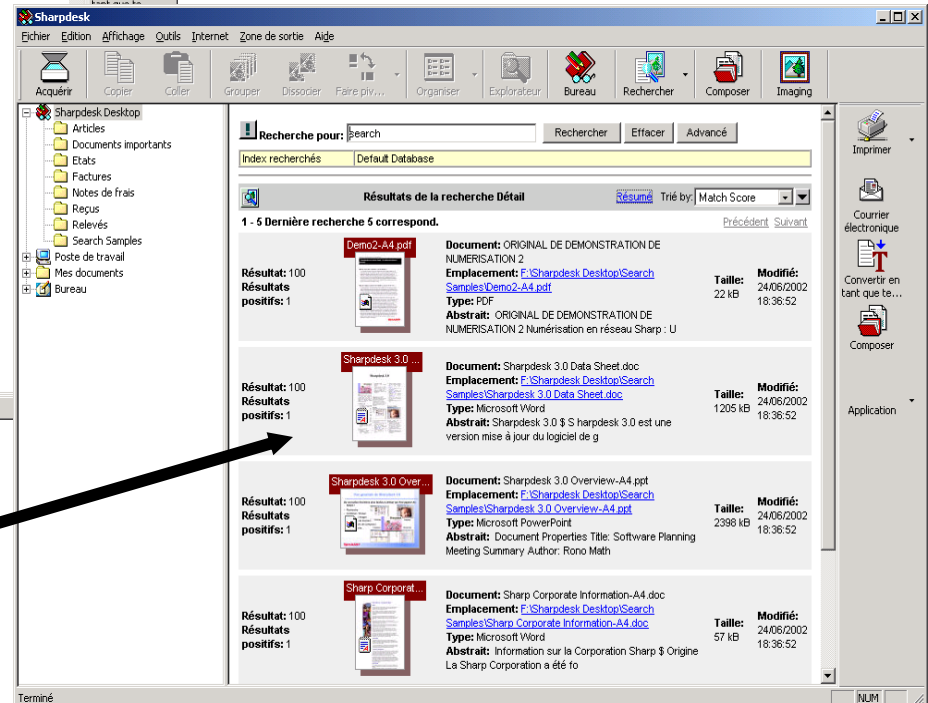 Sharpdesk
Fichier Edition Affichage Outils Internet Zone de sortie Aide
Acquérir Copier Coller Grouper Dissocier Faire piv... Organiser Explorateur Bureau Rechercher Composer Imaging
Sharpdesk Desktop
Articles
Documents importants
Etats
Factures
Notes de frais
Reçus
Relevés
Search Samples
Poste de travail
Mes documents
Bureau
Recherche pour: search Rechercher Effacer Avancé
Index recherchés Default Database
Résultats de la recherche Détail Résumé Trié by: Match Score
1 - 5 Dernière recherche 5 correspond. Précédent Suivant
Résultat: 100
Résultats
positifs: 1
Demo2-A4.pdf
Document: ORIGINAL DE DEMONSTRATION DE
NUMERISATION 2
Emplacement: F:\Sharpdesk Desktop\Search
Samples\Demo2-A4.pdf
Type: PDF
Abstrait: ORIGINAL DE DEMONSTRATION DE
NUMERISATION 2 Numérisation en réseau Sharp : U
Taille:
22 kB
Modifié:
24/06/2002
18:36:52
Résultat: 100
Résultats
positifs: 1
Sharpdesk 3.0 ...
Document: Sharpdesk 3.0 Data Sheet.doc
Emplacement: F:\Sharpdesk Desktop\Search
Samples\Sharpdesk 3.0 Data Sheet.doc
Type: Microsoft Word
Abstrait: Sharpdesk 3.0 $ S harpdesk 3.0 est une
version mise à jour du logiciel de g
Taille:
1205 kB
Modifié:
24/06/2002
18:36:52
Résultat: 100
Résultats
positifs: 1
Sharpdesk 3.0 Over...
Document: Sharpdesk 3.0 Overview-A4.ppt
Emplacement: F:\Sharpdesk Desktop\Search
Samples\Sharpdesk 3.0 Overview-A4.ppt
Type: Microsoft PowerPoint
Abstrait: Document Properties Title: Software Planning
Meeting Summary Author: Rono Math
Taille:
2398 kB
Modifié:
24/06/2002
18:36:52
Résultat: 100
Résultats
positifs: 1
Sharp Corporat...
Document: Sharp Corporate Information-A4.doc
Emplacement: F:\Sharpdesk Desktop\Search
Samples\Sharp Corporate Information-A4.doc
Type: Microsoft Word
Abstrait: Information sur la Corporation Sharp $ Origine
La Sharp Corporation a été fo
Taille:
57 kB
Modifié:
24/06/2002
18:36:52
Imprimer
Courrier
électronique
Convertir en
tant que te...
Composer
Application
Terminé NUM